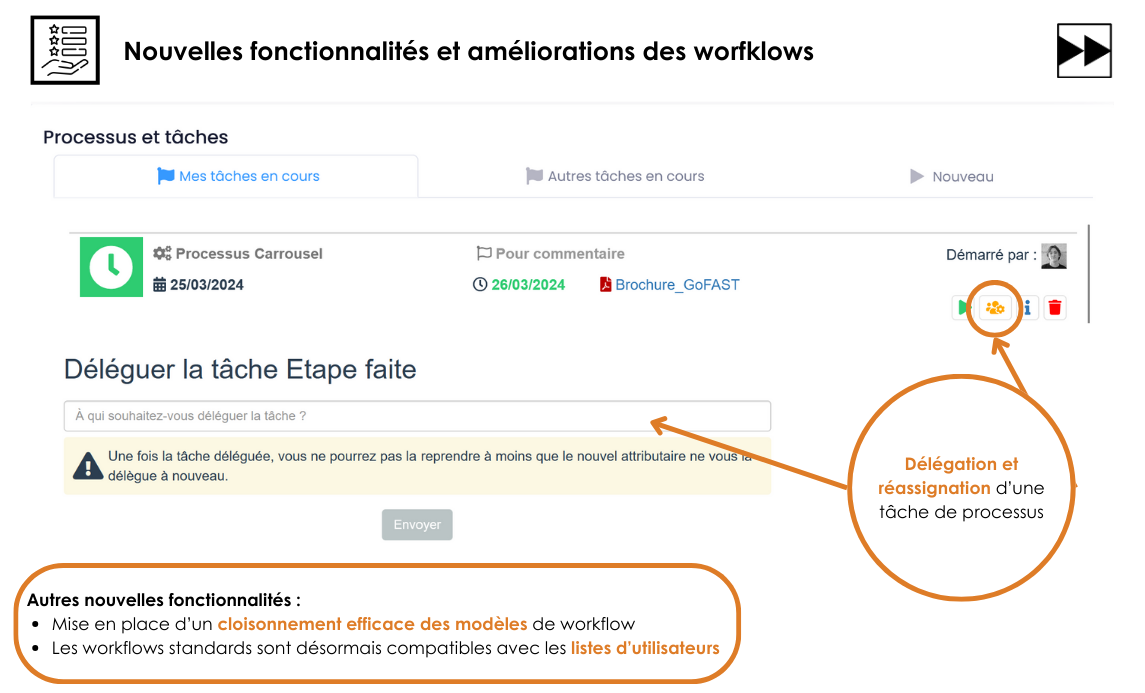 Nouvelles fonctionnalités et améliorations des worfklows
Processus et tâches
Mes tâches en cours
Autres tâches en cours
Nouveau
Processus Carrousel
Pour commentaire
Démarré par :
25/03/2024
26/03/2024
Brochure_GoFAST
Déléguer la tâche Etape faite
À qui souhaitez-vous déléguer la tâche ?
Une fois la tâche déléguée, vous ne pourrez pas la reprendre à moins que le nouvel attributaire ne vous la
délègue à nouveau.
Envoyer
Délégation et
réassignation d'une
tâche de processus
Autres nouvelles fonctionnalités :
• Mise en place d'un cloisonnement efficace des modèles de workflow
• Les workflows standards sont désormais compatibles avec les listes d'utilisateurs